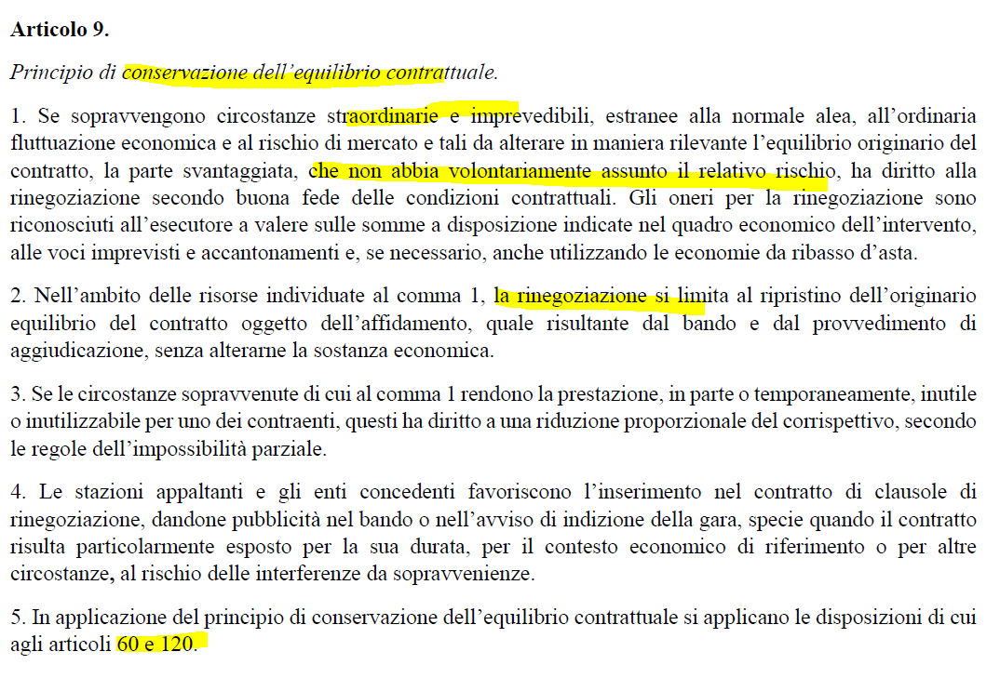 Articolo 9.
Principio di conservazione dell’equilibrio contrattuale.
1. Se sopravvengono circostanze straordinarie e imprevedibili, estranee alla normale alea, all’ordinaria
fluttuazione economica e al rischio di mercato e tali da alterare in maniera rilevante l’equilibrio originario del
contratto, la parte svantaggiata, che non abbia volontariamente assunto il relativo rischio, ha diritto alla
rinegoziazione secondo buona fede delle condizioni contrattuali. Gli oneri per la rinegoziazione sono
riconosciuti all’esecutore a valere sulle somme a disposizione indicate nel quadro economico dell’intervento,
alle voci imprevisti e accantonamenti e, se necessario, anche utilizzando le economie da ribasso d’asta.
2. Nell’ambito delle risorse individuate al comma 1, la rinegoziazione si limita al ripristino dell’originario
equilibrio del contratto oggetto dell’affidamento, quale risultante dal bando e dal provvedimento di
aggiudicazione, senza alterarne la sostanza economica.
3. Se le circostanze sopravvenute di cui al comma 1 rendono la prestazione, in parte o temporaneamente, inutile
o inutilizzabile per uno dei contraenti, questi ha diritto a una riduzione proporzionale del corrispettivo, secondo
le regole dell’impossibilità parziale.
4. Le stazioni appaltanti e gli enti concedenti favoriscono l’inserimento nel contratto di clausole di
rinegoziazione, dandone pubblicità nel bando o nell’avviso di indizione della gara, specie quando il contratto
risulta particolarmente esposto per la sua durata, per il contesto economico di riferimento o per altre
circostanze, al rischio delle interferenze da sopravvenienze.
5. In applicazione del principio di conservazione dell’equilibrio contrattuale si applicano le disposizioni di cui
agli articoli 60 e 120.